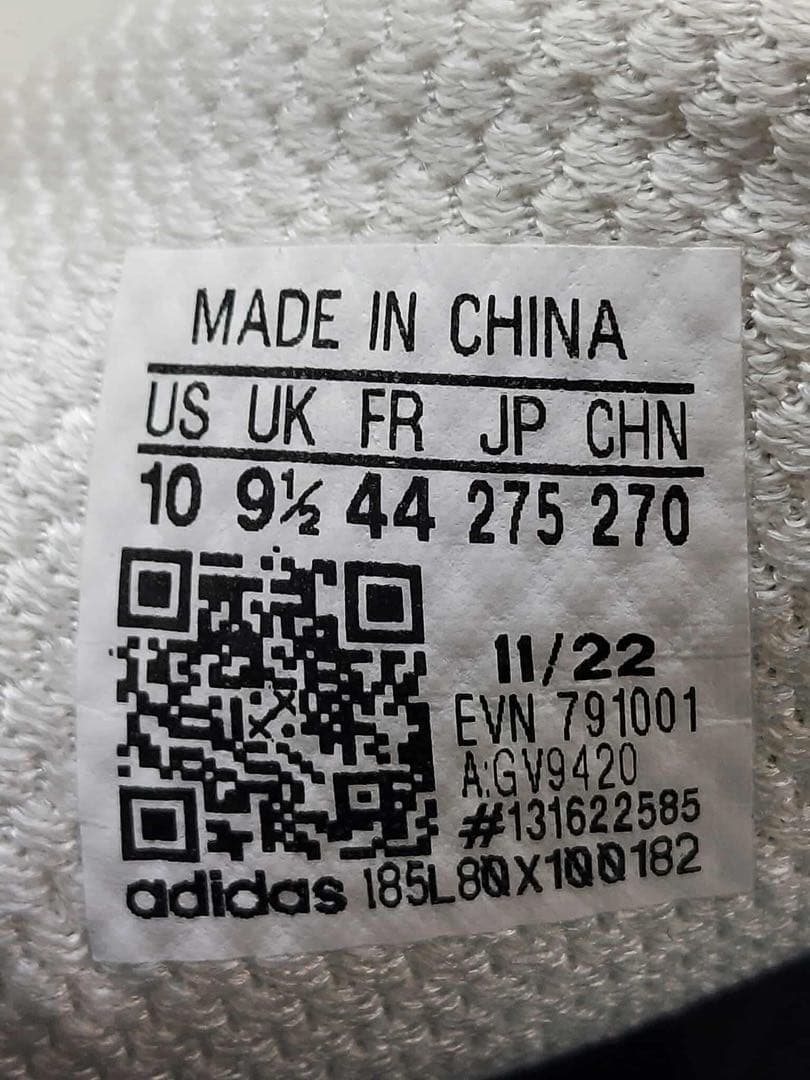 MADE IN CHINA
US UK FR JP CHN
10 9½ 44 275 270
11/22
EVN 791001
A:GV9420
#131622585
adidas 185L80X100182